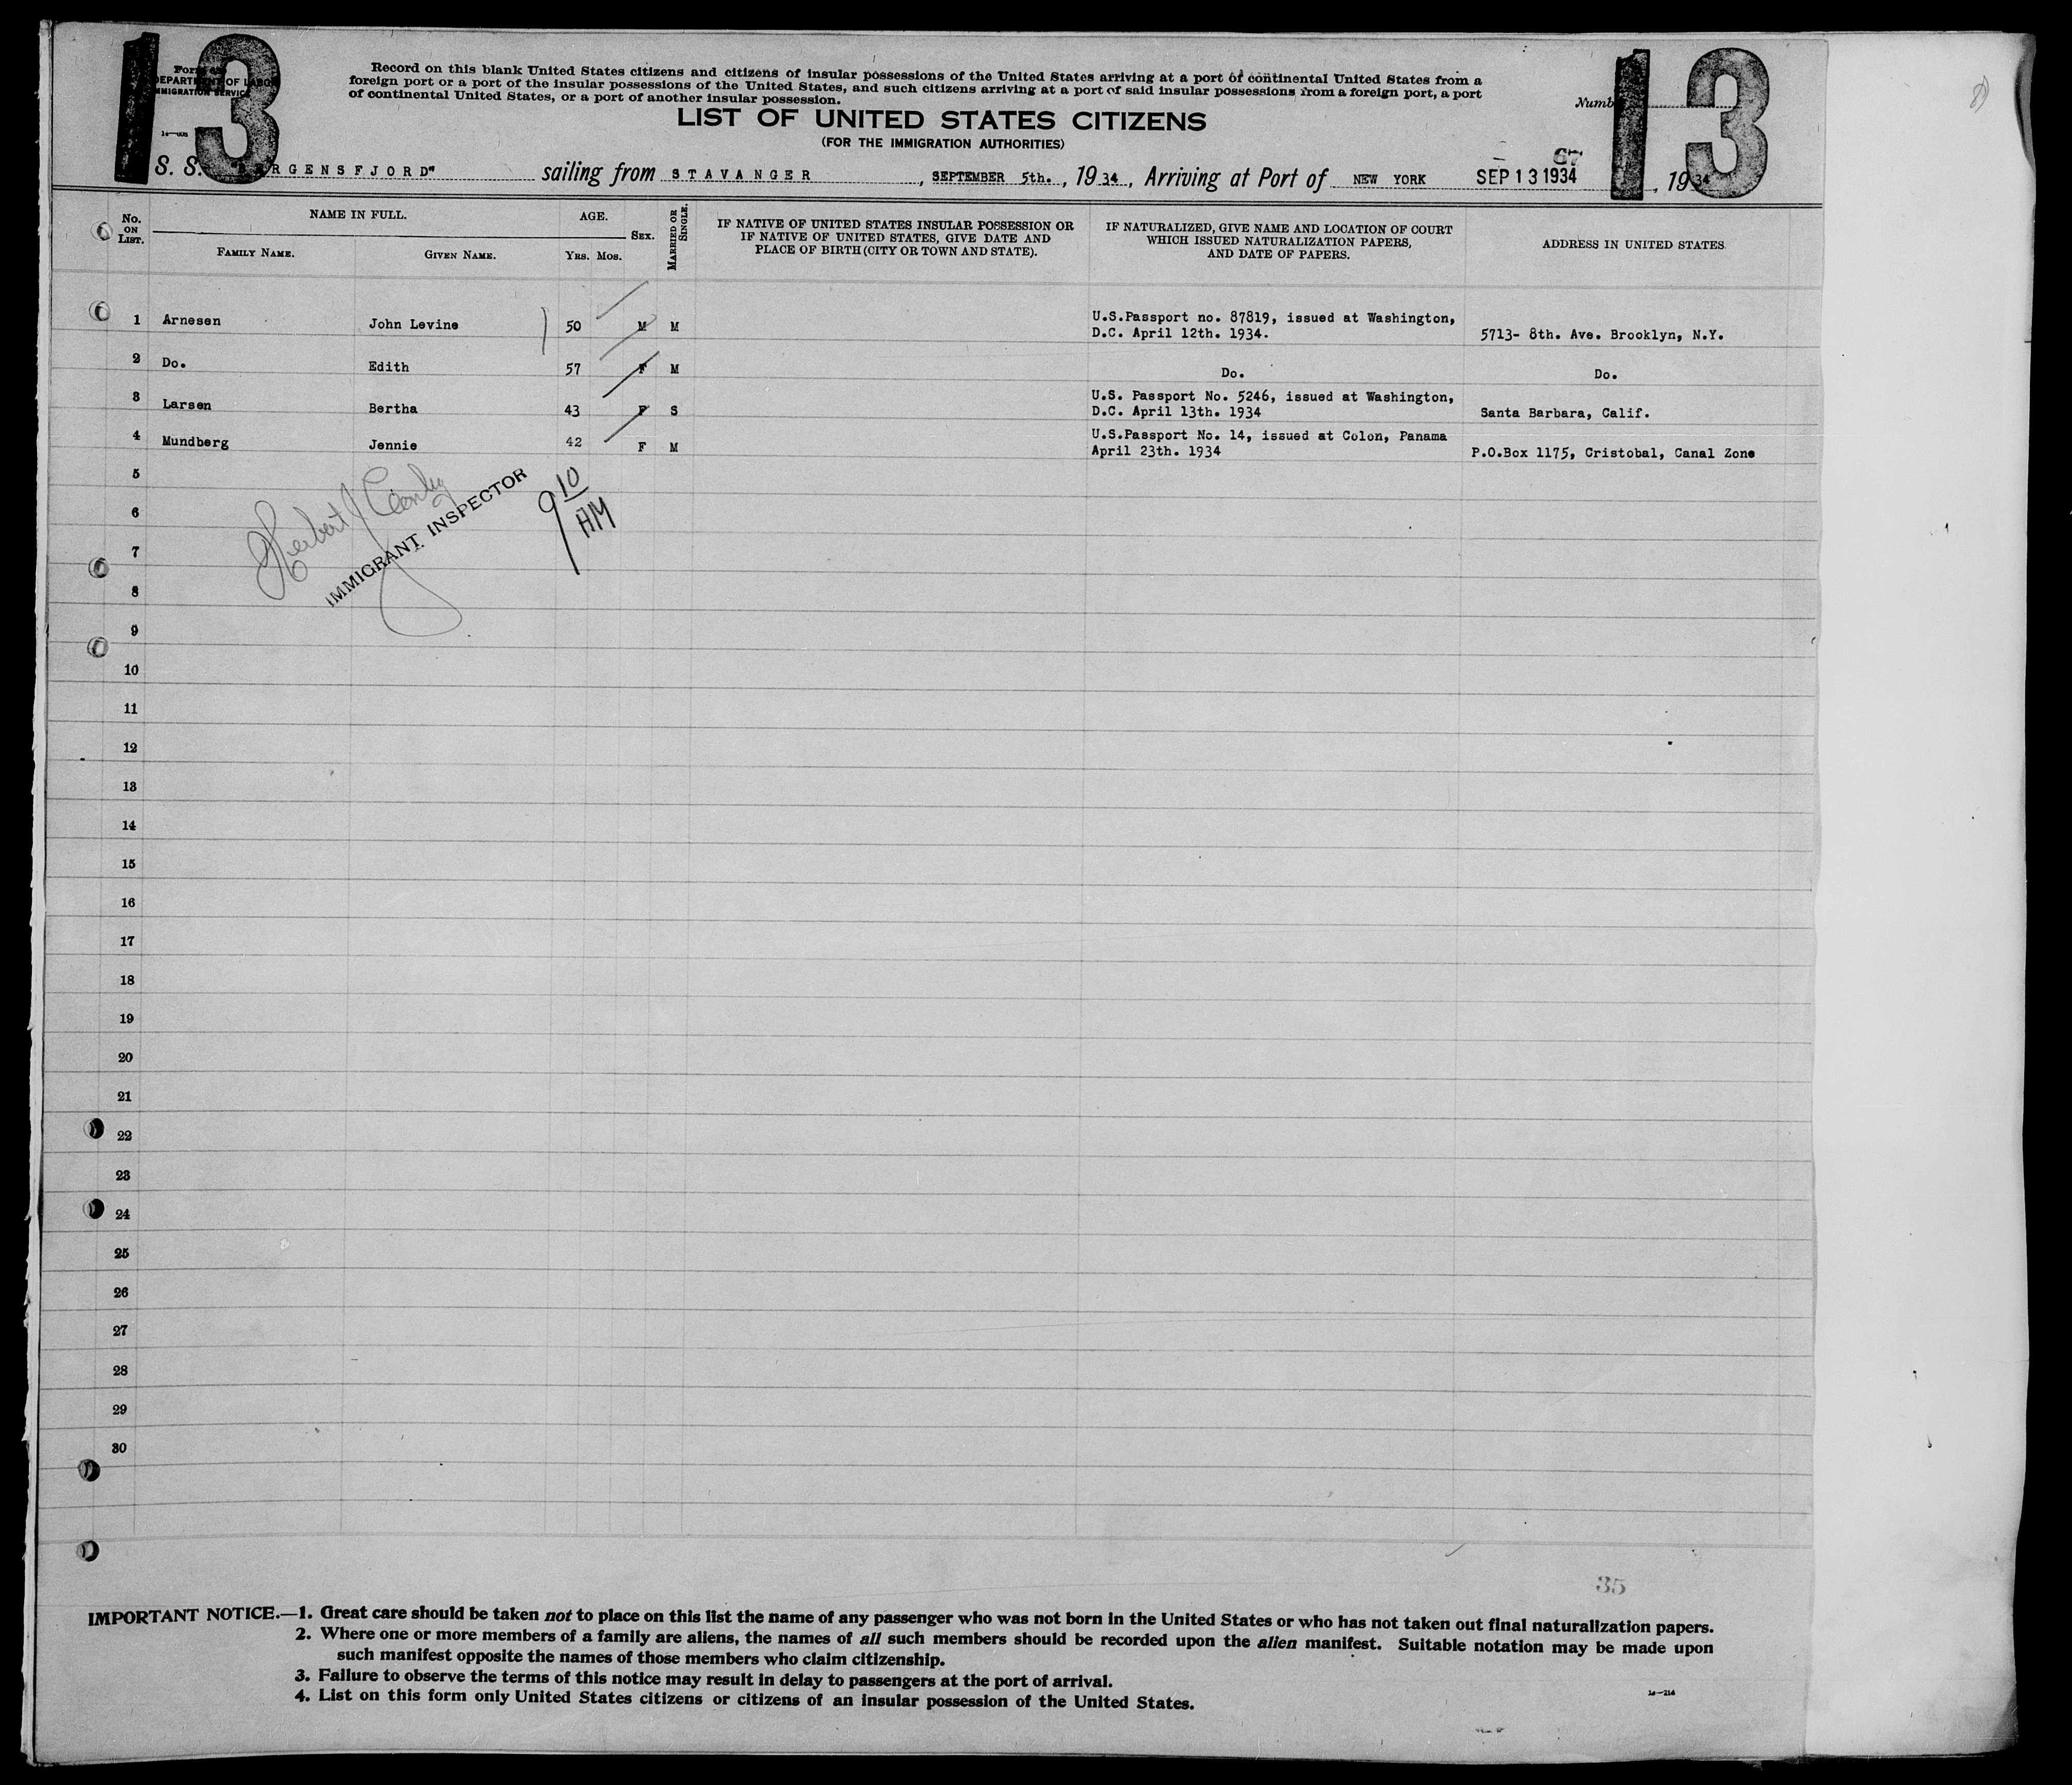 13
13
Form
DEPARTMENT OF LABOR
IMMIGRATION SERVICE
Record on this blank United States citizens and citizens of insular possessions of the United States arriving at a port of continental United States from a
foreign port or a port of the insular possessions of the United States, and such citizens arriving at a port of said insular possessions from a foreign port, a port
of continental United States, or a port of another insular possession.
LIST OF UNITED STATES CITIZENS
(FOR THE IMMIGRATION AUTHORITIES)
67
S. S. RGENSFJORD" sailing from STAVANGER, SEPTEMBER 5th., 1934, Arriving at Port of NEW YORK SEP 13 1934, 1934
No. ON LIST. NAME IN FULL. AGE. SEX. MARRIED OR SINGLE. IF NATIVE OF UNITED STATES INSULAR POSSESSION OR IF NATIVE OF UNITED STATES, GIVE DATE AND PLACE OF BIRTH (CITY OR TOWN AND STATE). IF NATURALIZED, GIVE NAME AND LOCATION OF COURT WHICH ISSUED NATURALIZATION PAPERS, AND DATE OF PAPERS. ADDRESS IN UNITED STATES
FAMILY NAME. GIVEN NAME. YRS. MOS.
1 Arnesen John Levine 50 M M U.S.Passport no. 87819, issued at Washington, D.C. April 12th. 1934. 5713- 8th. Ave. Brooklyn, N.Y.
2 Do. Edith 57 F M Do. Do.
3 Larsen Bertha 43 F S U.S. Passport No. 5246, issued at Washington, D.C. April 13th. 1934 Santa Barbara, Calif.
4 Mundberg Jennie 42 F M U.S.Passport No. 14, issued at Colon, Panama April 23th. 1934 P.O.Box 1175, Cristobal, Canal Zone
Herbert J
IMMIGRANT INSPECTOR
9 10 AM
5
6
7
8
9
10
11
12
13
14
15
16
17
18
19
20
21
22
23
24
25
26
27
28
29
30
35
IMPORTANT NOTICE.—1. Great care should be taken not to place on this list the name of any passenger who was not born in the United States or who has not taken out final naturalization papers.
2. Where one or more members of a family are aliens, the names of all such members should be recorded upon the alien manifest. Suitable notation may be made upon
such manifest opposite the names of those members who claim citizenship.
3. Failure to observe the terms of this notice may result in delay to passengers at the port of arrival.
4. List on this form only United States citizens or citizens of an insular possession of the United States.